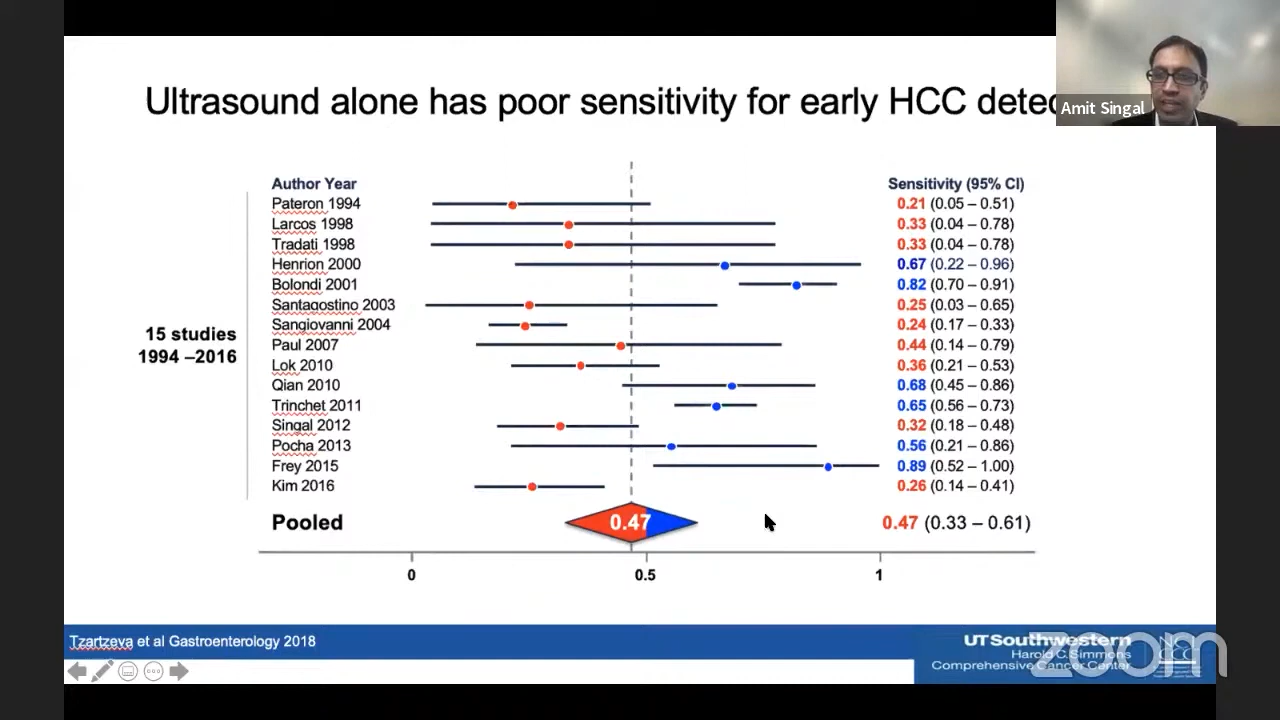 Amit Singal
Ultrasound alone has poor sensitivity for early HCC
Author Year Sensitivity (95% CI)
Pateron 1994 0.21 (0.05 – 0.51)
Larcos 1998 0.33 (0.04 – 0.78)
Tradati 1998 0.33 (0.04 – 0.78)
Henrion 2000 0.67 (0.22 – 0.96)
Bolondi 2001 0.82 (0.70 – 0.91)
Santagostino 2003 0.25 (0.03 – 0.65)
Sangiovanni 2004 0.24 (0.17 – 0.33)
15 studies
1994 –2016
Paul 2007 0.44 (0.14 – 0.79)
Lok 2010 0.36 (0.21 – 0.53)
Qian 2010 0.68 (0.45 – 0.86)
Trinchet 2011 0.65 (0.56 – 0.73)
Singal 2012 0.32 (0.18 – 0.48)
Pocha 2013 0.56 (0.21 – 0.86)
Frey 2015 0.89 (0.52 – 1.00)
Kim 2016 0.26 (0.14 – 0.41)
Pooled 0.47 0.47 (0.33 – 0.61)
0 0.5 1
Tzartzeva et al Gastroenterology 2018
UTSouthwestern
Harold C. Simmons
Comprehensive Cancer Center
zoom